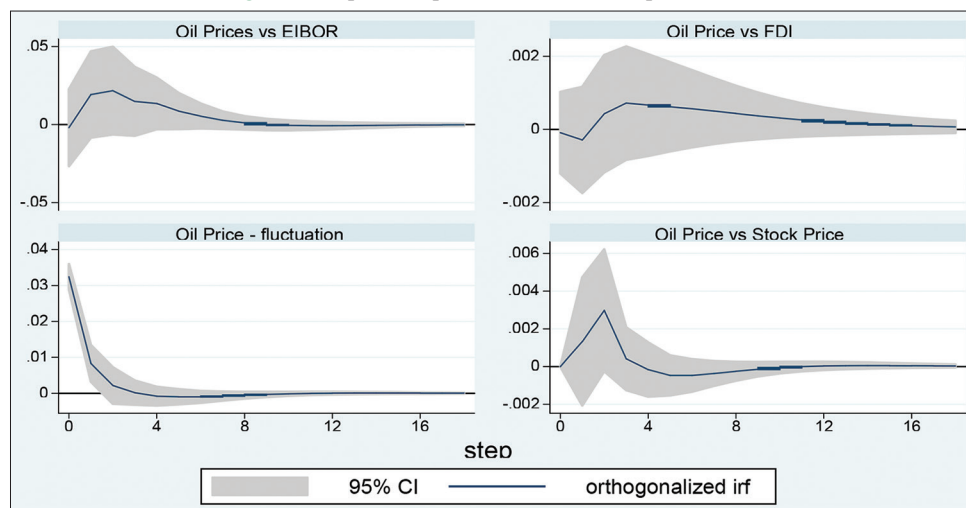 Oil Prices vs EIBOR
.05
0
-.05
Oil Price vs FDI
.002
0
-.002
Oil Price - fluctuation
.04
.03
.02
.01
0
0 4 8 12 16
Oil Price vs Stock Price
.006
.004
.002
0
-.002
0 4 8 12 16
step
95% CI orthogonalized irf